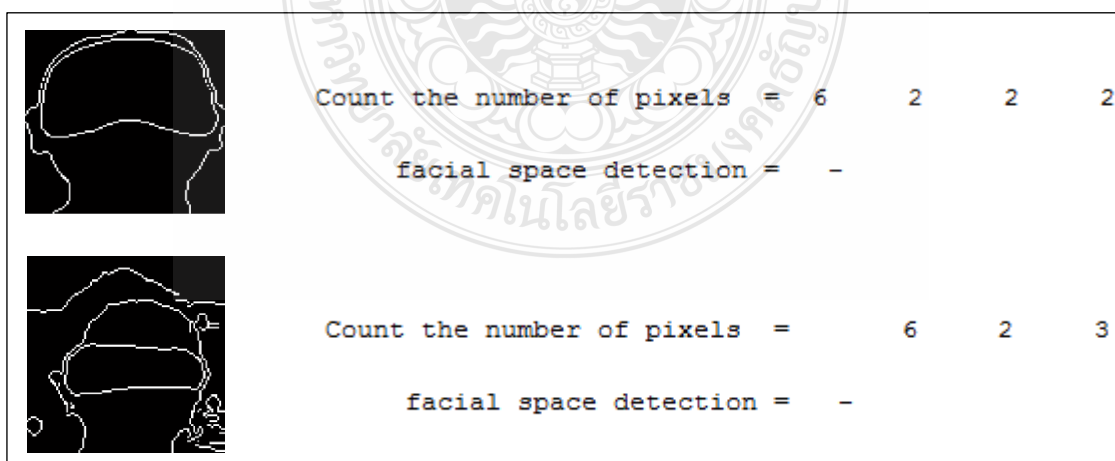 Count the number of pixels = 6 2 2 2
facial space detection = -
Count the number of pixels = 6 2 3
facial space detection = -